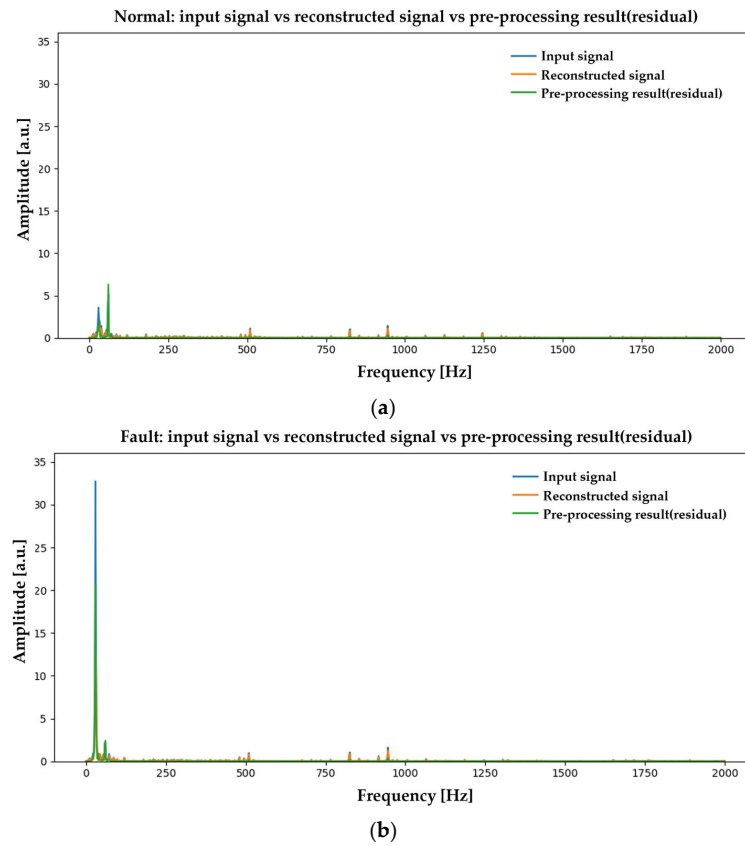 Normal: input signal vs reconstructed signal vs pre-processing result(residual)
35
30
25
20
15
10
5
0
Amplitude [a.u.]
Input signal
Reconstructed signal
Pre-processing result(residual)
0 250 500 750 1000 1250 1500 1750 2000
Frequency [Hz]
(a)
Fault: input signal vs reconstructed signal vs pre-processing result(residual)
35
30
25
20
15
10
5
0
Amplitude [a.u.]
Input signal
Reconstructed signal
Pre-processing result(residual)
0 250 500 750 1000 1250 1500 1750 2000
Frequency [Hz]
(b)